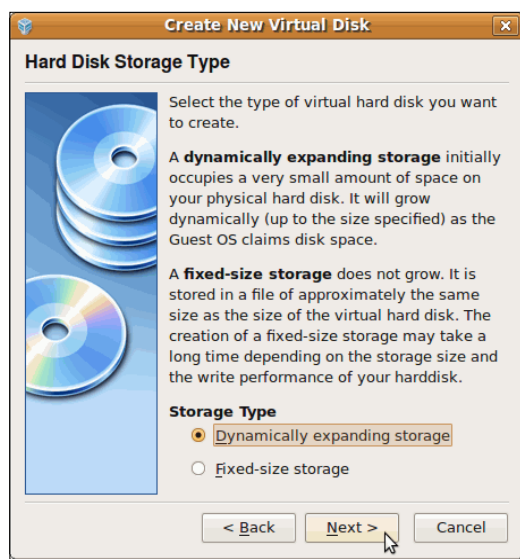 Create New Virtual Disk
Hard Disk Storage Type
Select the type of virtual hard disk you want
to create.
A dynamically expanding storage initially
occupies a very small amount of space on
your physical hard disk. It will grow
dynamically (up to the size specified) as the
Guest OS claims disk space.
A fixed-size storage does not grow. It is
stored in a file of approximately the same
size as the size of the virtual hard disk. The
creation of a fixed-size storage may take a
long time depending on the storage size and
the write performance of your harddisk.
Storage Type
Dynamically expanding storage
Fixed-size storage
< Back Next > Cancel